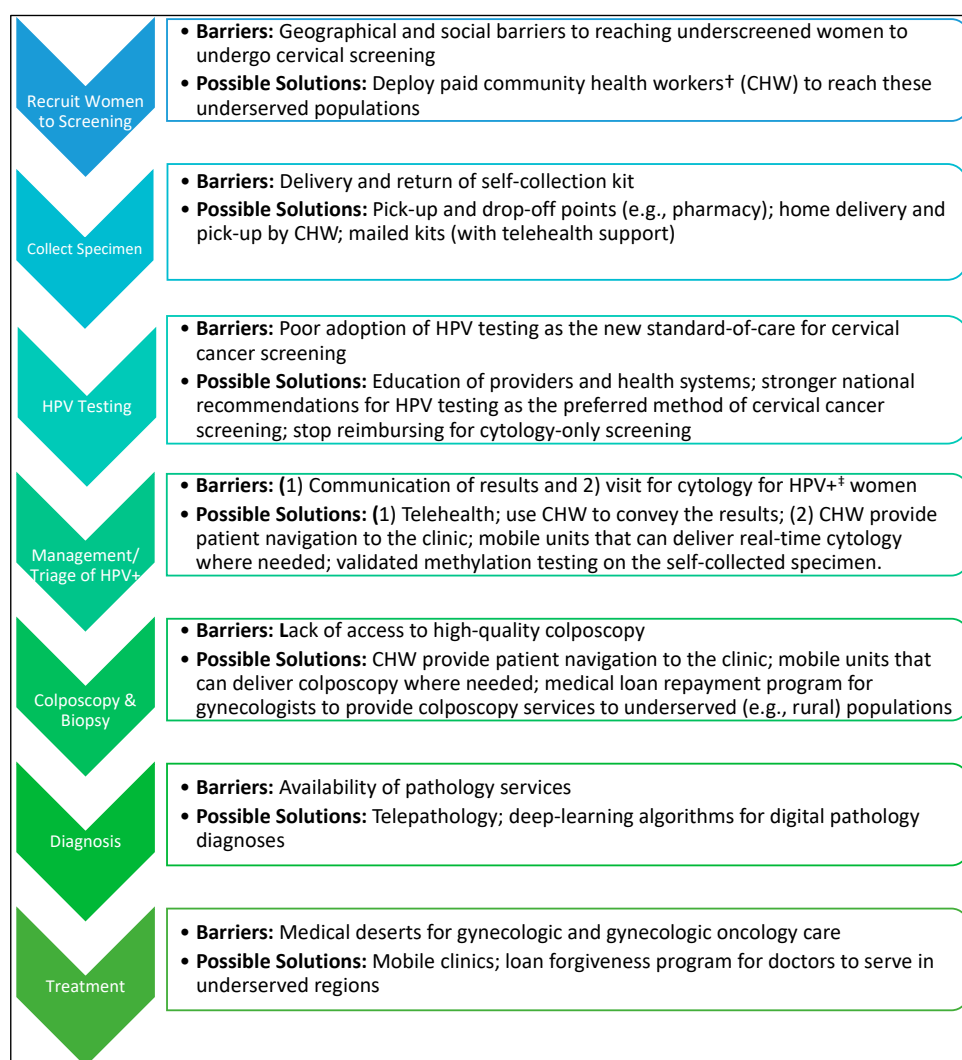 Recruit Women
to Screening
• Barriers: Geographical and social barriers to reaching underscreened women to
undergo cervical screening
• Possible Solutions: Deploy paid community health workers† (CHW) to reach these
underserved populations
Collect Specimen
• Barriers: Delivery and return of self-collection kit
• Possible Solutions: Pick-up and drop-off points (e.g., pharmacy); home delivery and
pick-up by CHW; mailed kits (with telehealth support)
HPV Testing
• Barriers: Poor adoption of HPV testing as the new standard-of-care for cervical
cancer screening
• Possible Solutions: Education of providers and health systems; stronger national
recommendations for HPV testing as the preferred method of cervical cancer
screening; stop reimbursing for cytology-only screening
Management/
Triage of HPV+
• Barriers: (1) Communication of results and 2) visit for cytology for HPV+‡ women
• Possible Solutions: (1) Telehealth; use CHW to convey the results; (2) CHW provide
patient navigation to the clinic; mobile units that can deliver real-time cytology
where needed; validated methylation testing on the self-collected specimen.
Colposcopy &
Biopsy
• Barriers: Lack of access to high-quality colposcopy
• Possible Solutions: CHW provide patient navigation to the clinic; mobile units that
can deliver colposcopy where needed; medical loan repayment program for
gynecologists to provide colposcopy services to underserved (e.g., rural) populations
Diagnosis
• Barriers: Availability of pathology services
• Possible Solutions: Telepathology; deep-learning algorithms for digital pathology
diagnoses
Treatment
• Barriers: Medical deserts for gynecologic and gynecologic oncology care
• Possible Solutions: Mobile clinics; loan forgiveness program for doctors to serve in
underserved regions